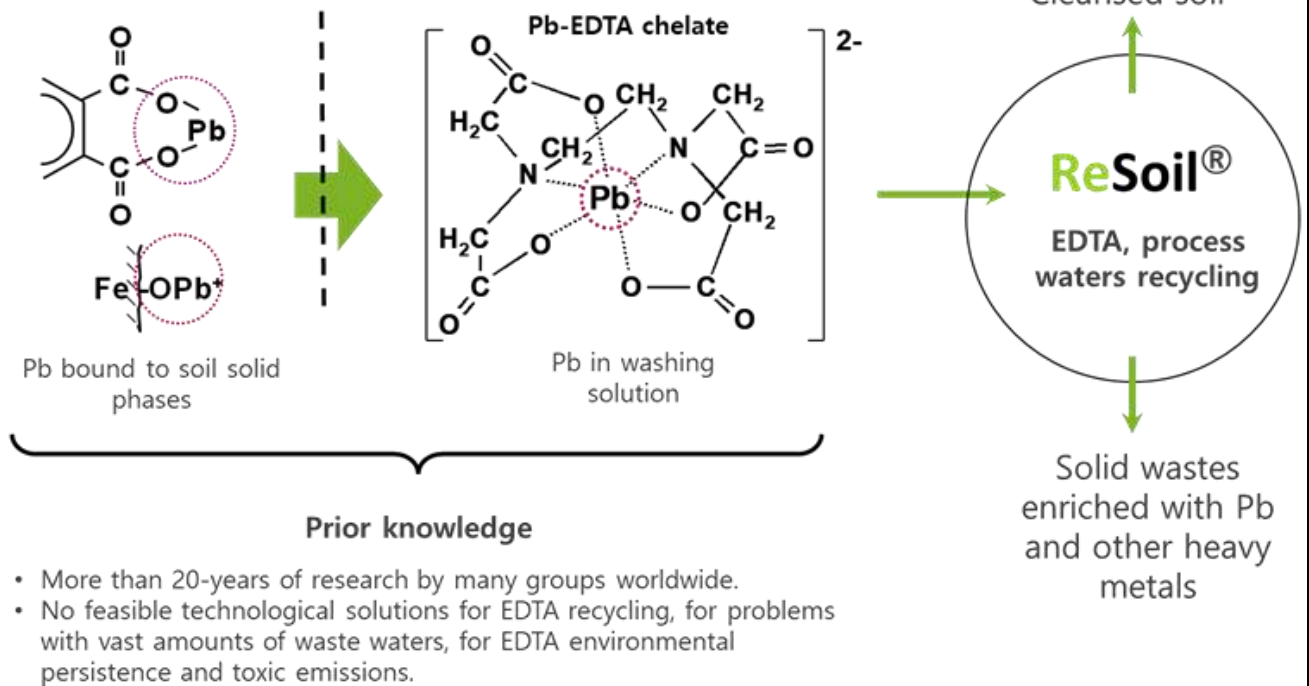 Pb-EDTA chelate
2-
O
C
O
Pb
O
C
O
Fe
-OPb+
O
C
O
CH2
CH2
H2C
CH2
N
C=O
N
Pb
O
CH2
H2C
O
C
O
O
C
O
Cleansed soil
ReSoil®
EDTA, process
waters recycling
Pb bound to soil solid
phases
Pb in washing
solution
Solid wastes
enriched with Pb
and other heavy
metals
Prior knowledge
• More than 20-years of research by many groups worldwide.
• No feasible technological solutions for EDTA recycling, for problems
with vast amounts of waste waters, for EDTA environmental
persistence and toxic emissions.